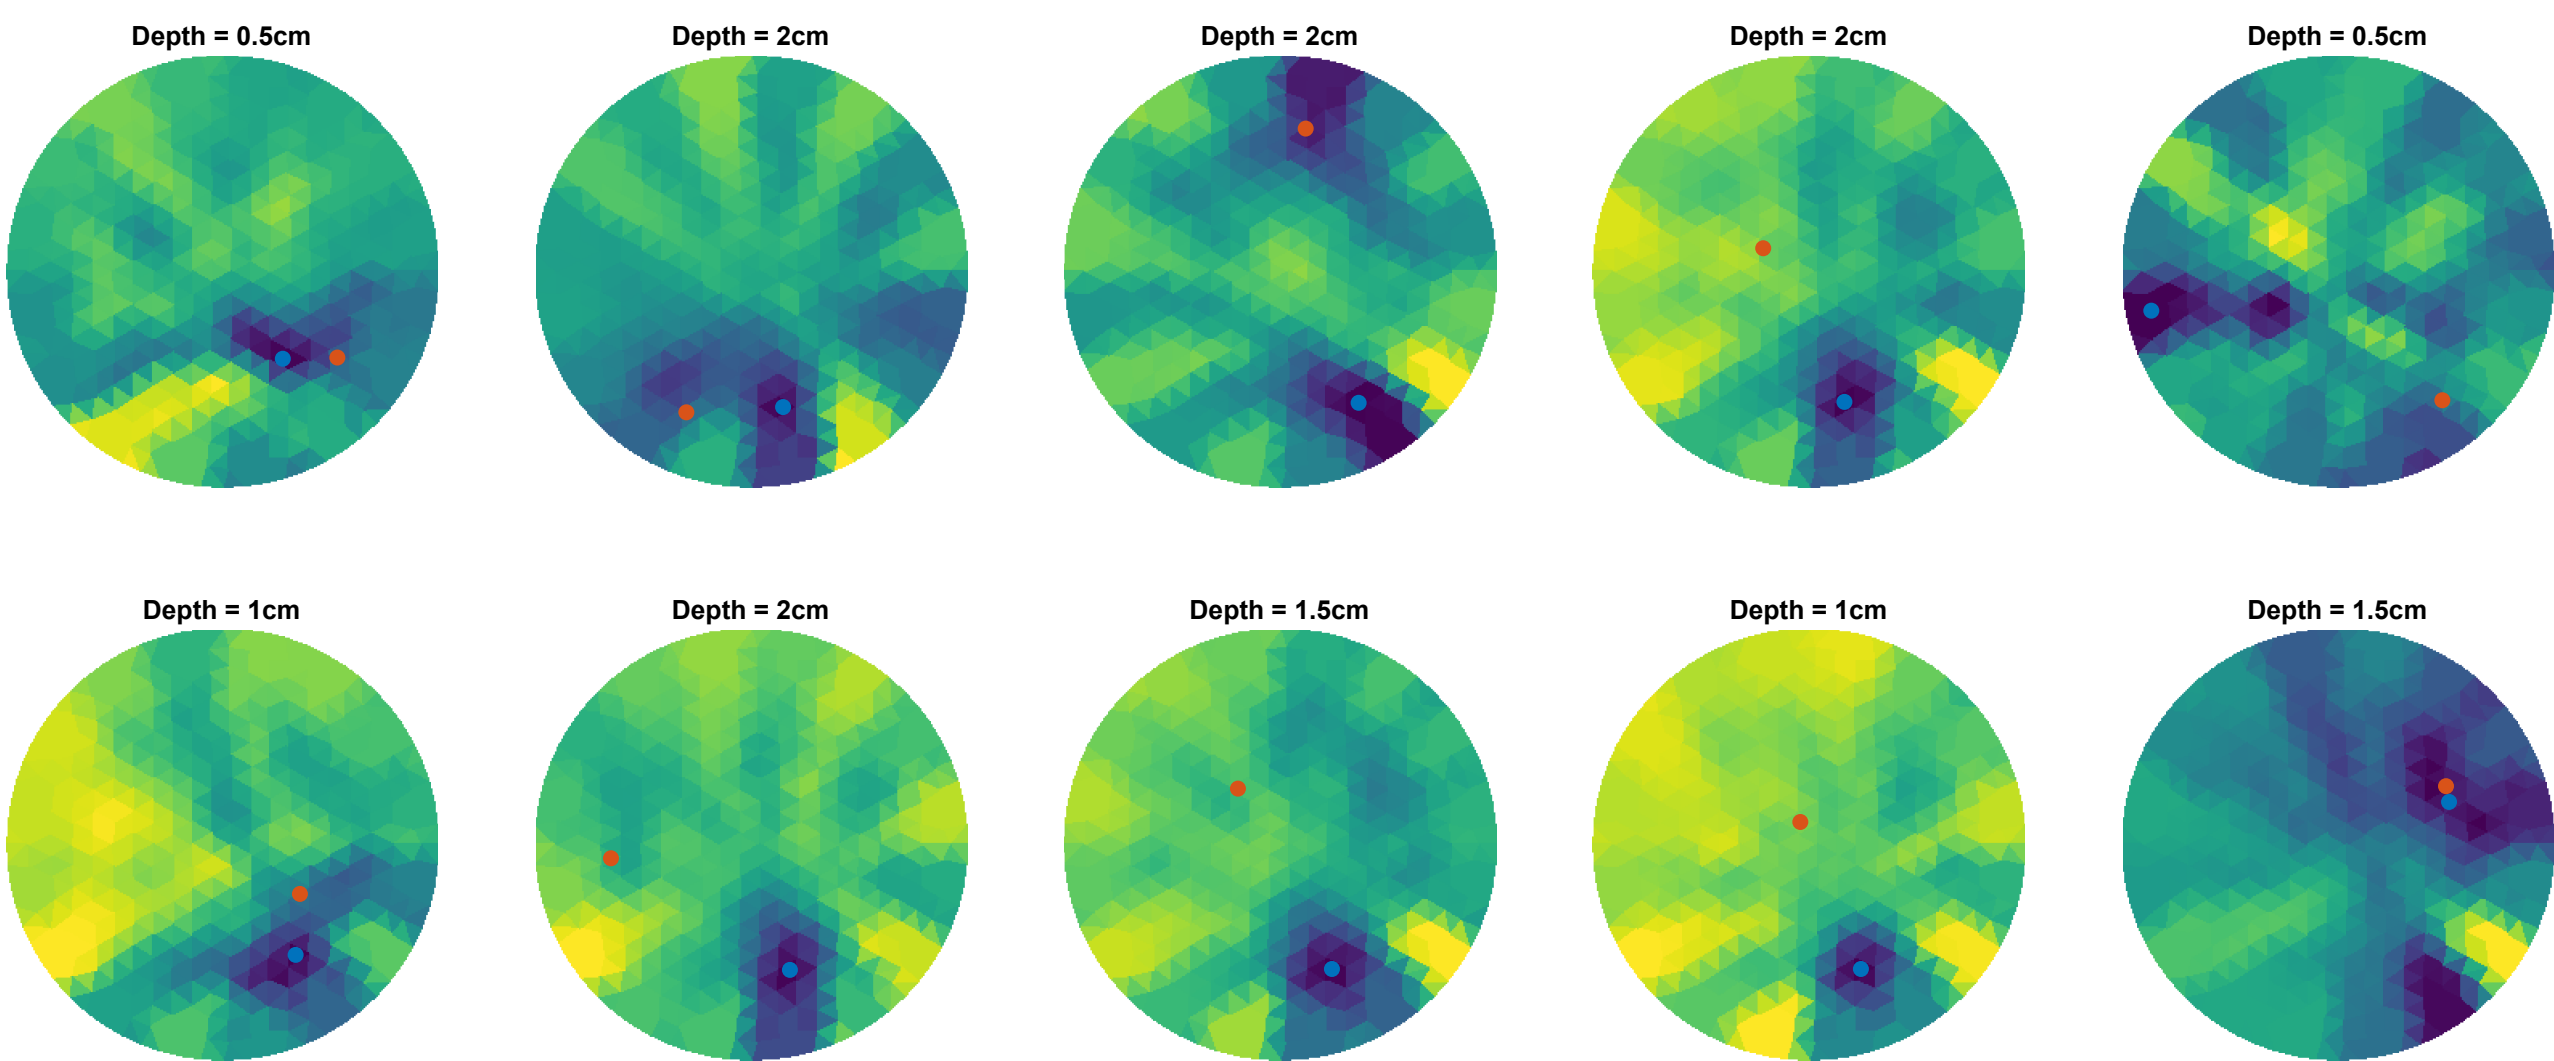 Depth = 0.5cm
Depth = 2cm
Depth = 2cm
Depth = 2cm
Depth = 0.5cm
Depth = 1cm
Depth = 2cm
Depth = 1.5cm
Depth = 1cm
Depth = 1.5cm